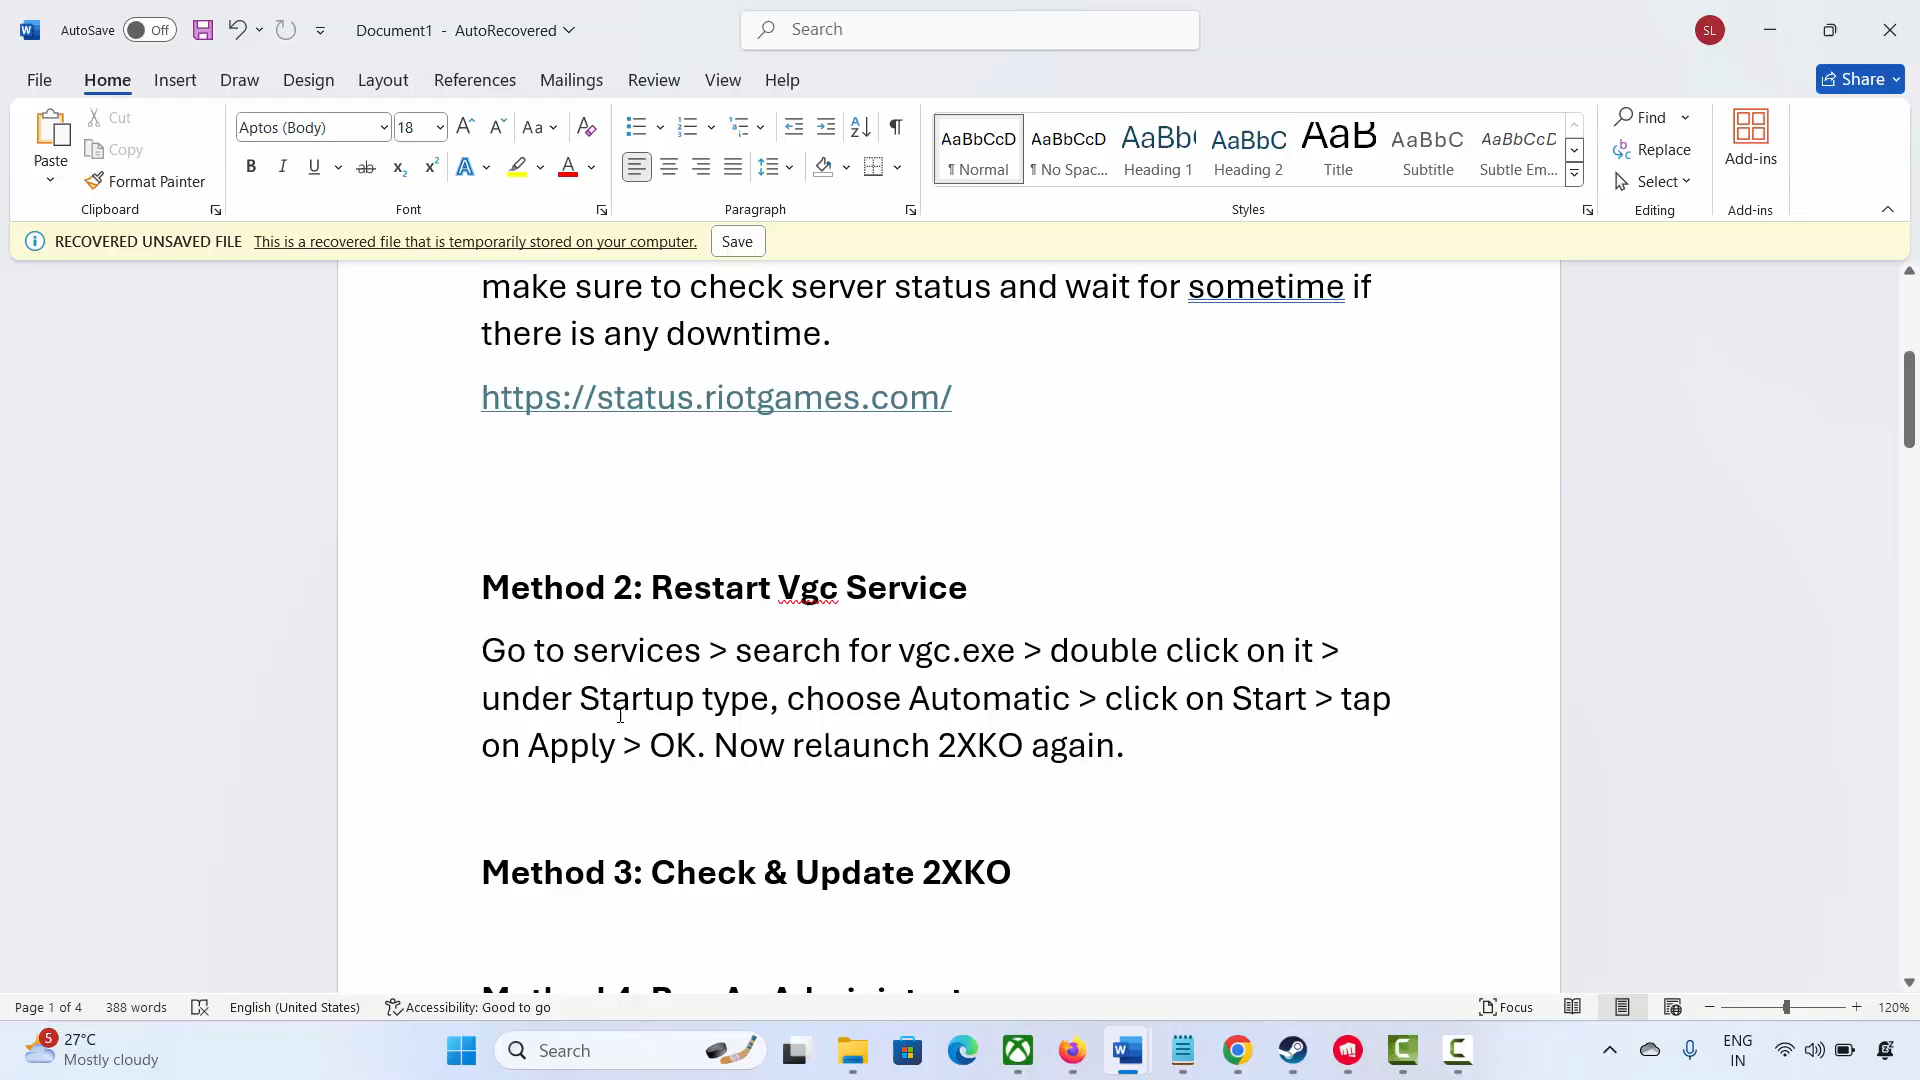 AutoSave Off Document1 - AutoRecovered Search SL
File Home Insert Draw Design Layout References Mailings Review View Help Share
Paste Cut Copy Format Painter Clipboard
Aptos (Body) 18 Aa Font
Paragraph
AaBbCcD ¶ Normal
AaBbCcD ¶ No Spac...
AaBb( Heading 1
AaBbC Heading 2
AaB Title
AaBbC Subtitle
AaBbCcD Subtle Em...
Styles
Find Replace Select Editing
Add-ins Add-ins
RECOVERED UNSAVED FILE This is a recovered file that is temporarily stored on your computer. Save
make sure to check server status and wait for sometime if
there is any downtime.
https://status.riotgames.com/
Method 2: Restart Vgc Service
Go to services > search for vgc.exe > double click on it >
under Startup type, choose Automatic > click on Start > tap
on Apply > OK. Now relaunch 2XKO again.
Method 3: Check & Update 2XKO
Page 1 of 4 388 words English (United States) Accessibility: Good to go Focus 120%
5 27°C
Mostly cloudy
Search
ENG
IN